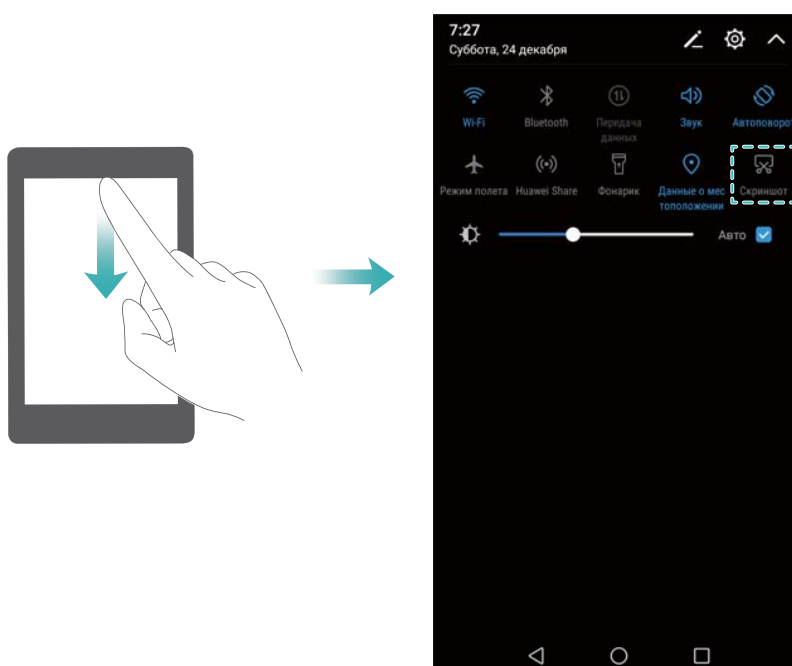 7:27
Суббота, 24 декабря
Wi-Fi Bluetooth Передача данных Звук Автоповорот
Режим полета Huawei Share Фонарик Данные о мес тоположении Скриншот
Авто